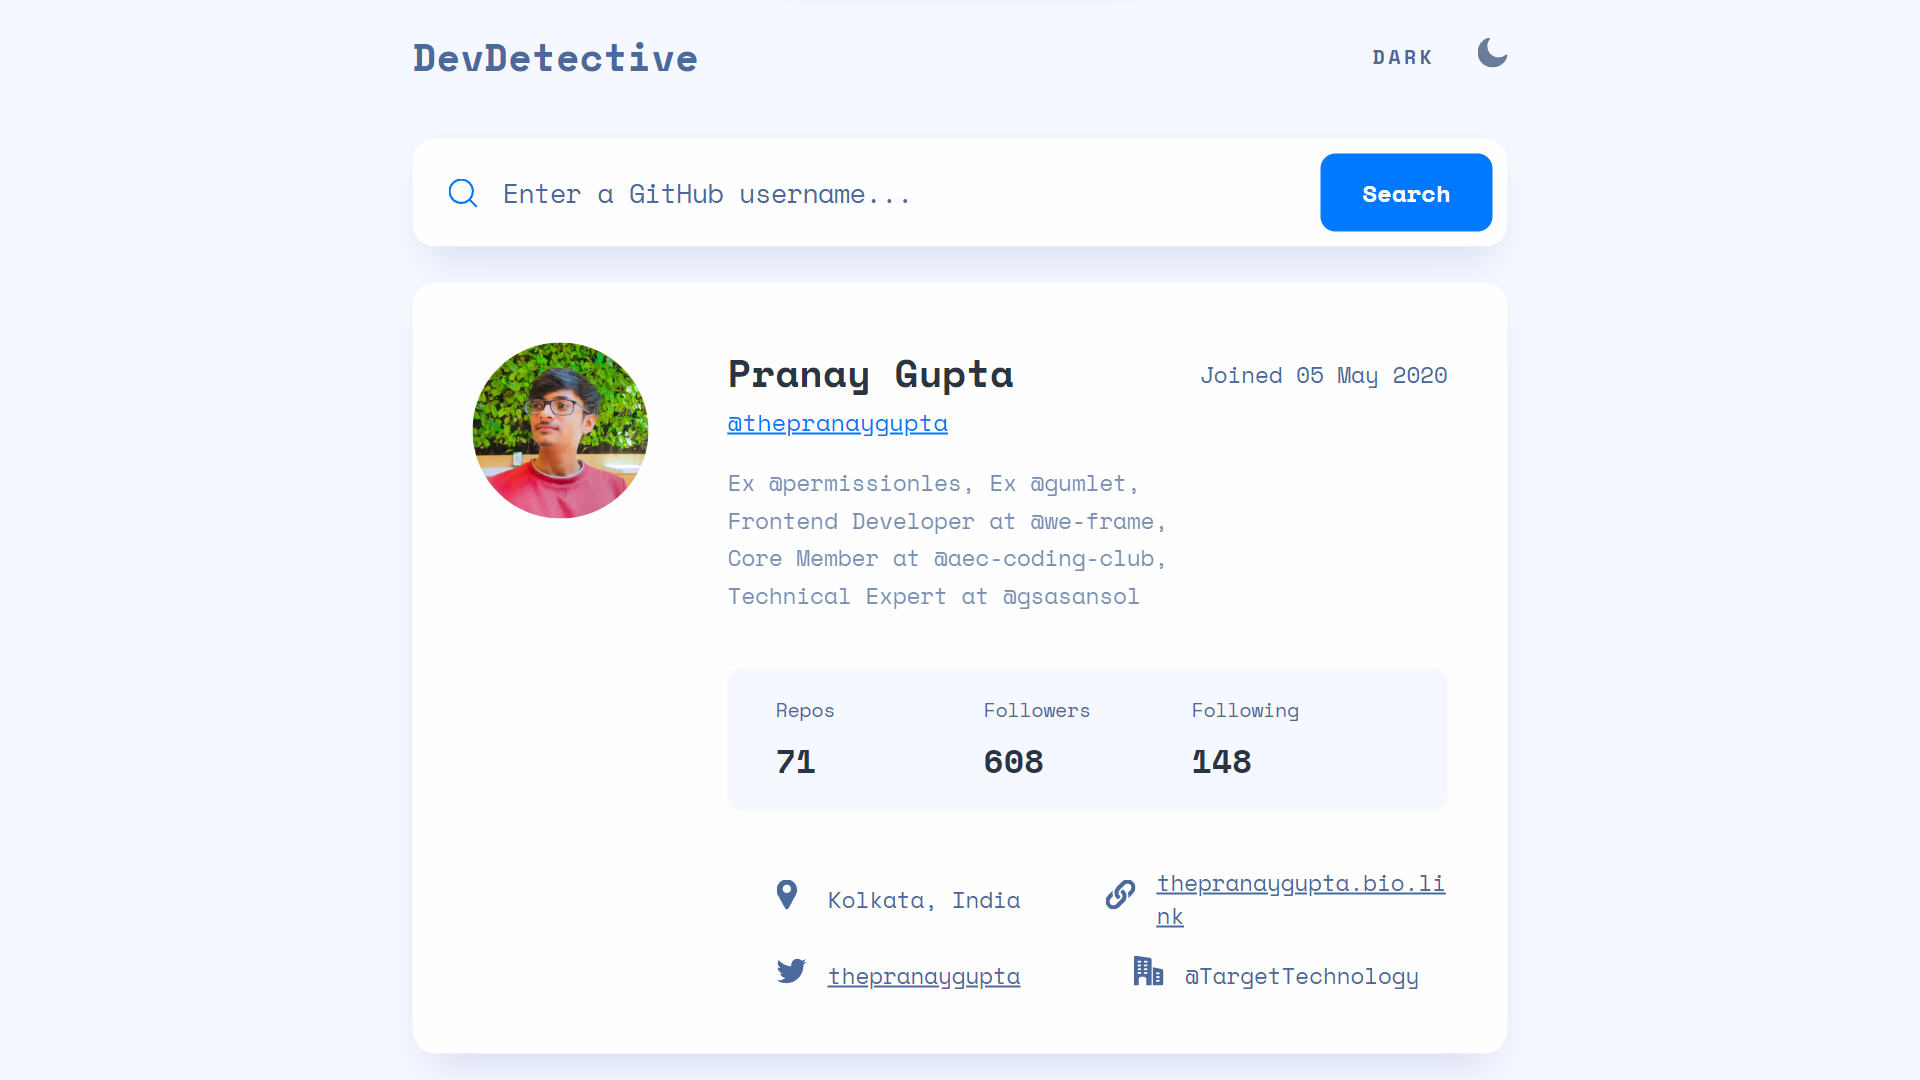 DevDetective
DARK
Enter a GitHub username...
Search
Pranay Gupta
Joined 05 May 2020
@thepranaygupta
Ex @permissionles, Ex @gumlet,
Frontend Developer at @we-frame,
Core Member at @aec-coding-club,
Technical Expert at @gsasansol
Repos
Followers
Following
71
608
148
Kolkata, India
thepranaygupta.bio.li
nk
thepranaygupta
@TargetTechnology